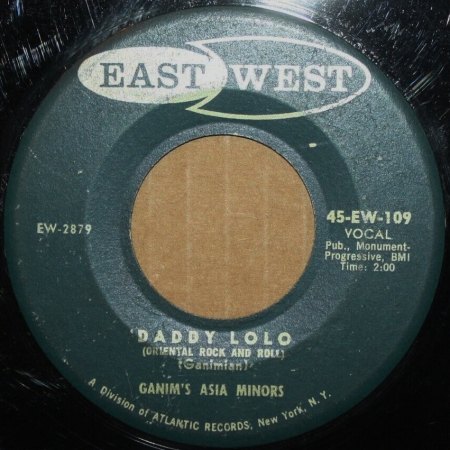 EAST WEST
EW-2879
45-EW-109
VOCAL
Pub., Monument-
Progressive, BMI
Time: 2:00
DADDY LOLO
(ORIENTAL ROCK AND ROLL)
(Ganimian)
GANIM'S ASIA MINORS
A Division of ATLANTIC RECORDS, New York, N. Y.